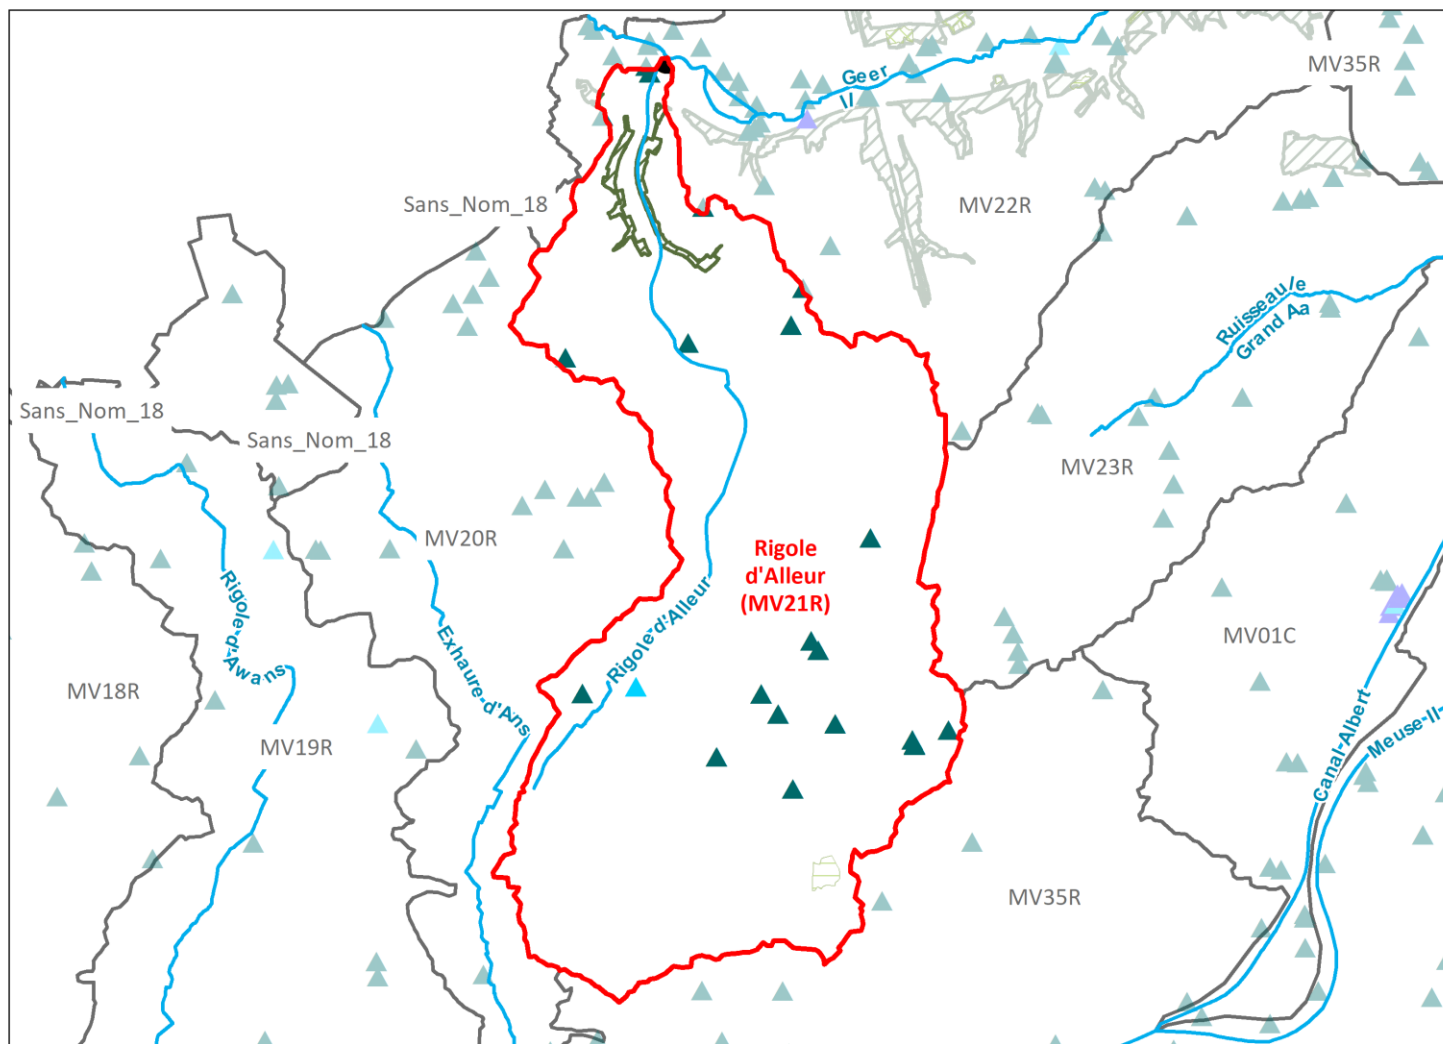 MV35R
Geer
II
Sans_Nom_18
MV22R
Ruisseau/le
Grand Aa
Sans_Nom_18
Sans_Nom_18
MV23R
MV20R
Rigole
d'Alleur
(MV21R)
Rigole-d'Awans
Exhaure-d'Ans
Rigole-d'Alleur
MV01C
MV18R
MV19R
Canal-Albert
Meuse-II-
MV35R